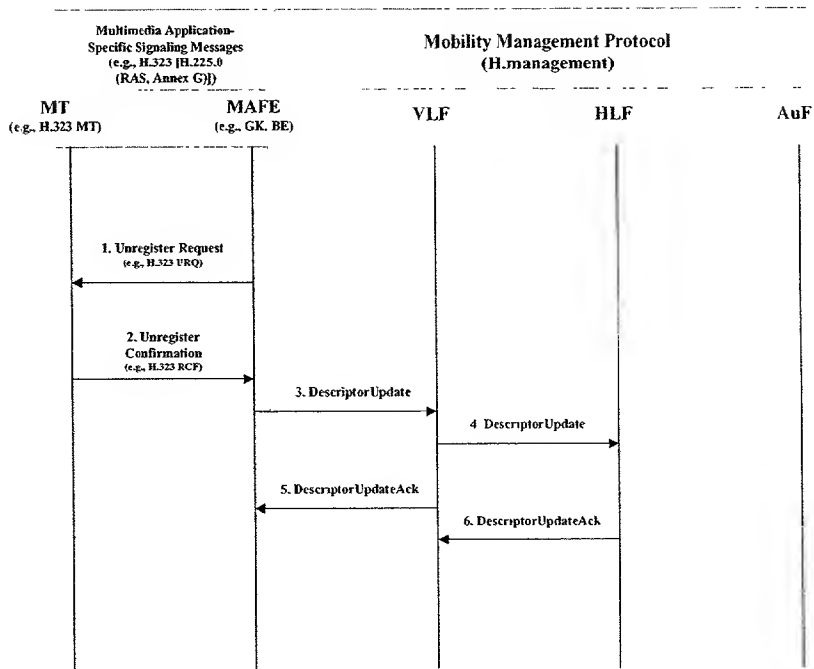 Multimedia Application-
Specific Signaling Messages
(e.g., H.323 [H.225.0
(RAS, Annex G)])
Mobility Management Protocol
(H.management)
MT
(e.g., H.323 MT)
MAFE
(e.g., GK, BE)
VLF
HLF
AuF
1. Unregister Request
(e.g., H.323 URQ)
2. Unregister
Confirmation
(e.g., H.323 RCF)
3. DescriptorUpdate
4 DescriptorUpdate
5. DescriptorUpdateAck
6. DescriptorUpdateAck